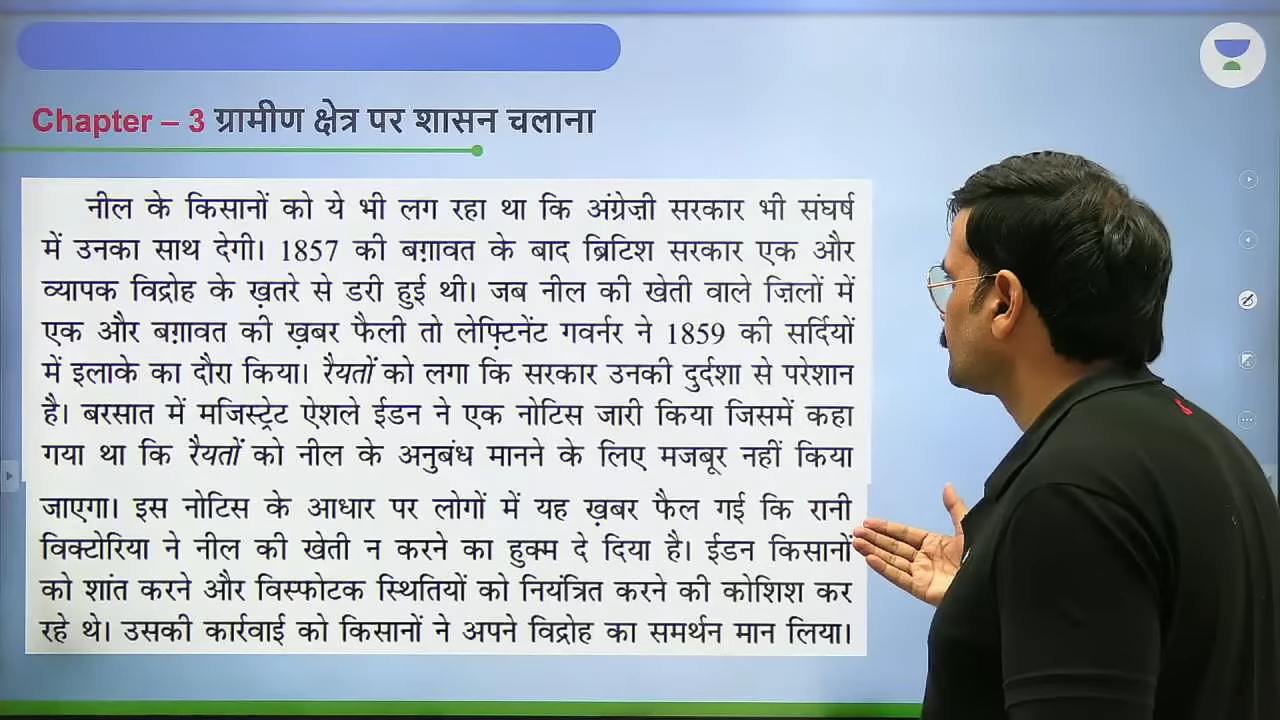 Chapter – 3 ग्रामीण क्षेत्र पर शासन चलाना
नील के किसानों को ये भी लग रहा था कि अंग्रेज़ी सरकार भी संघर्ष
में उनका साथ देगी। 1857 की बग़ावत के बाद ब्रिटिश सरकार एक और
व्यापक विद्रोह के ख़तरे से डरी हुई थी। जब नील की खेती वाले ज़िलों में
एक और बग़ावत की ख़बर फैली तो लेफ़्टिनेंट गवर्नर ने 1859 की सर्दियों
में इलाके का दौरा किया। रैयतों को लगा कि सरकार उनकी दुर्दशा से परेशान
है। बरसात में मजिस्ट्रेट ऐशले ईडन ने एक नोटिस जारी किया जिसमें कहा
गया था कि रैयतों को नील के अनुबंध मानने के लिए मजबूर नहीं किया
जाएगा। इस नोटिस के आधार पर लोगों में यह ख़बर फैल गई कि रानी
विक्टोरिया ने नील की खेती न करने का हुक्म दे दिया है। ईडन किसानों
को शांत करने और विस्फोटक स्थितियों को नियंत्रित करने की कोशिश कर
रहे थे। उसकी कार्रवाई को किसानों ने अपने विद्रोह का समर्थन मान लिया।